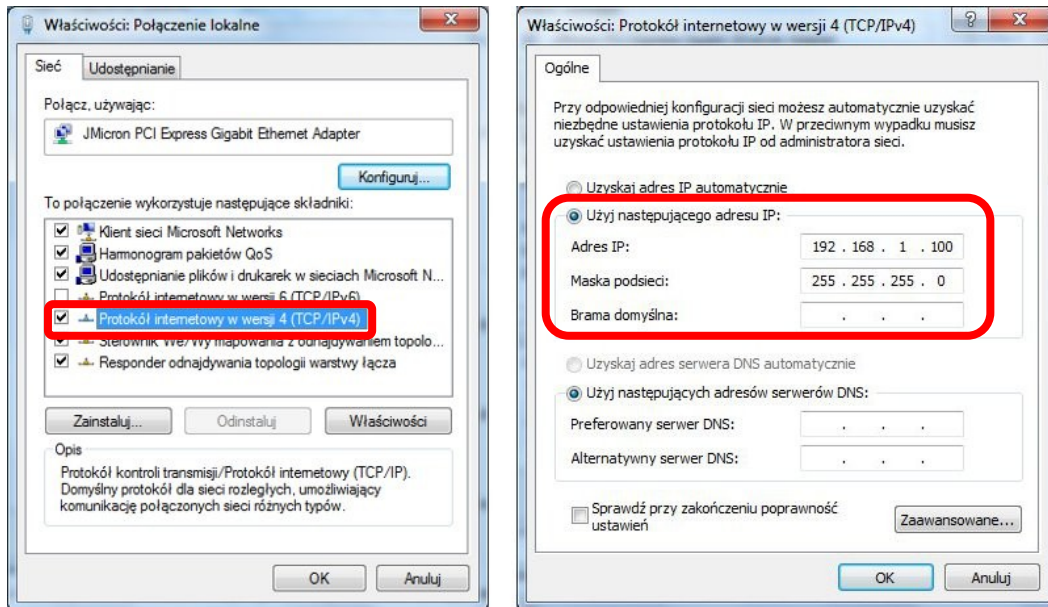 Właściwości: Połączenie lokalne
Sieć
Udostępnianie
Połącz, używając:
JMicron PCI Express Gigabit Ethernet Adapter
Konfiguruj...
To połączenie wykorzystuje następujące składniki:
Klient sieci Microsoft Networks
Harmonogram pakietów QoS
Udostępnianie plików i drukarek w sieciach Microsoft N...
Protokół internetowy w wersji 6 (TCP/IPv6)
Protokół internetowy w wersji 4 (TCP/IPv4)
Sterownik We/Wy mapowania z odnajdywaniem topolo...
Responder odnajdywania topologii warstwy łącza
Zainstaluj...
Odinstaluj
Właściwości
Opis
Protokół kontroli transmisji/Protokół internetowy (TCP/IP).
Domyślny protokół dla sieci rozległych, umożliwiający
komunikację połączonych sieci różnych typów.
OK
Anuluj
Właściwości: Protokół internetowy w wersji 4 (TCP/IPv4)
Ogólne
Przy odpowiedniej konfiguracji sieci możesz automatycznie uzyskać
niezbędne ustawienia protokołu IP. W przeciwnym wypadku musisz
uzyskać ustawienia protokołu IP od administratora sieci.
Uzyskaj adres IP automatycznie
Użyj następującego adresu IP:
Adres IP: 192 . 168 . 1 . 100
Maska podsieci: 255 . 255 . 255 . 0
Brama domyślna: . . .
Uzyskaj adres serwera DNS automatycznie
Użyj następujących adresów serwerów DNS:
Preferowany serwer DNS: . . .
Alternatywny serwer DNS: . . .
Sprawdź przy zakończeniu poprawność
ustawień
Zaawansowane...
OK
Anuluj